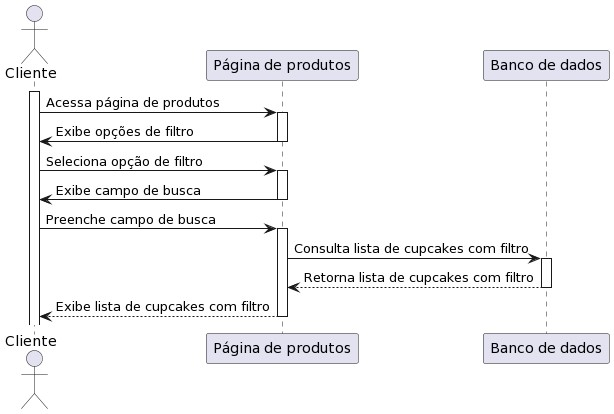 Cliente
Página de produtos
Banco de dados
Acessa página de produtos
Exibe opções de filtro
Seleciona opção de filtro
Exibe campo de busca
Preenche campo de busca
Consulta lista de cupcakes com filtro
Retorna lista de cupcakes com filtro
Exibe lista de cupcakes com filtro
Cliente
Página de produtos
Banco de dados